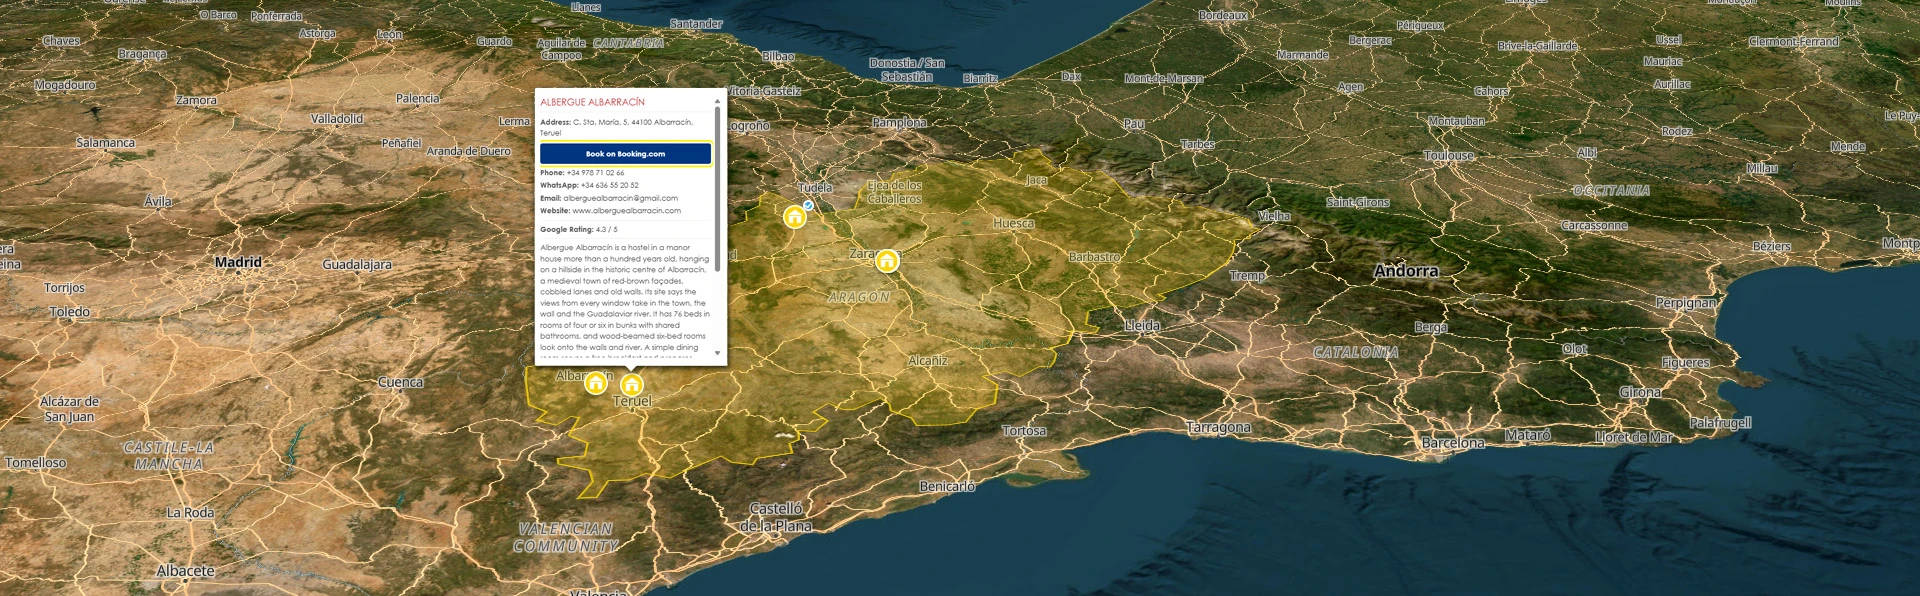 Llanes
Santander
O Barco
Ponferrada
Astorga
León
Guardo
Aguilar de
Campoo
CANTABRIA
Bilbao
Donostia / San
Sebastián
Biarritz
Dax
Mont-de-Marsan
Bordeaux
Marmande
Bergerac
Périgueux
Brive-la-Gaillarde
Ussel
Mauriac
Aurillac
Clermont-Ferrand
Moulins
Chaves
Bragança
Mogadouro
Zamora
Palencia
Valladolid
Lerma
Vitoria-Gasteiz
Logroño
Pamplona
Pau
Tarbes
Agen
Cahors
Montauban
Rodez
Le Puy-
Mende
Millau
Albi
Toulouse
OCCITANIA
Salamanca
Peñafiel
Aranda de Duero
Ávila
Tudela
Ejea de los
Caballeros
Jaca
Huesca
Vielha
Saint-Girons
Carcassonne
Béziers
Montp
Madrid
Guadalajara
Torrijos
Toledo
Barbastro
ARAGON
Tremp
Andorra
Perpignan
Lleida
Berga
CATALONIA
Olot
Figueres
Girona
Palafrugell
Lloret de Mar
Mataró
Barcelona
Tarragona
Tortosa
Alcañiz
Teruel
Cuenca
Alcázar de
San Juan
CASTILE-LA
MANCHA
Tomelloso
La Roda
Albacete
VALENCIAN
COMMUNITY
Castelló
de la Plana
Benicarló
Valencia
ALBERGUE ALBARRACÍN
Address: C. Sta. María, 5, 44100 Albarracín,
Teruel
Book on Booking.com
Phone: +34 978 71 02 66
WhatsApp: +34 636 55 20 52
Email: alberguealbarracin@gmail.com
Website: www.alberguealbarracin.com
Google Rating: 4.3 / 5
Albergue Albarracín is a hostel in a manor
house more than a hundred years old, hanging
on a hillside in the historic centre of Albarracín,
a medieval town of red-brown façades,
cobbled lanes and old walls. Its site says the
views from every window take in the town, the
wall and the Guadalaviar river. It has 76 beds in
rooms of four or six in bunks with shared
bathrooms, and wood-beamed six-bed rooms
look onto the walls and river. A simple dining